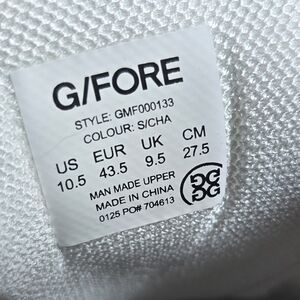 G/FORE
STYLE: GMF000133
COLOUR: S/CHA
US EUR UK CM
10.5 43.5 9.5 27.5
MAN MADE UPPER
MADE IN CHINA
0125 PO# 704613